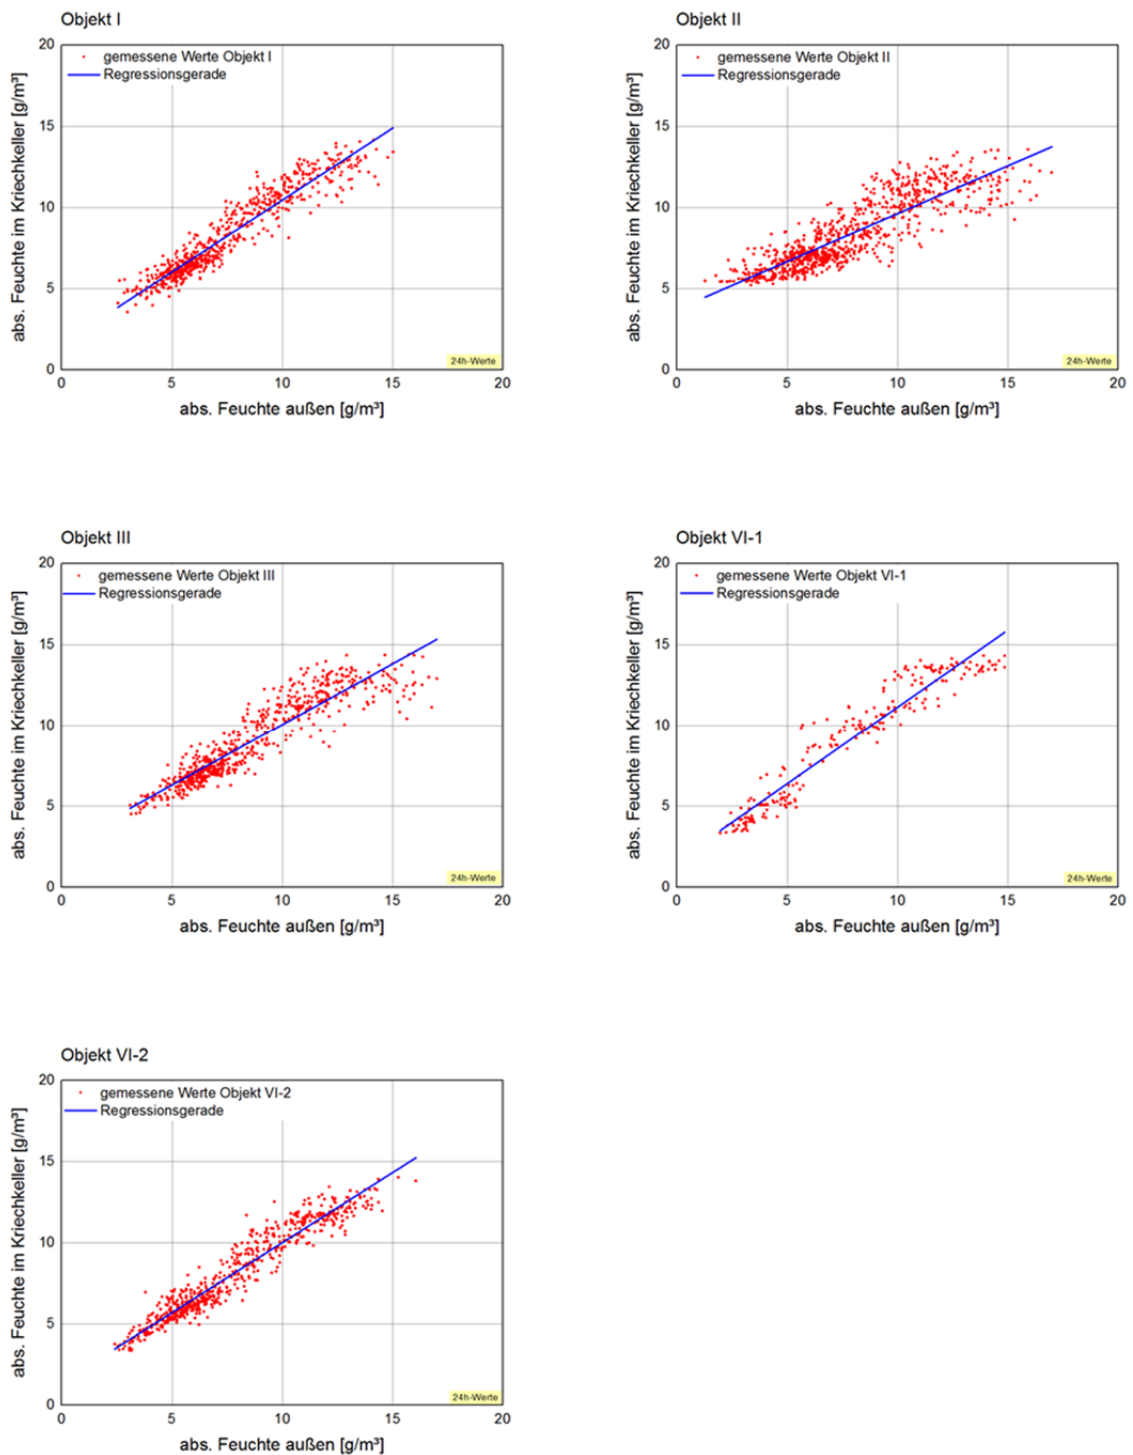 Objekt I
20
gemessene Werte Objekt I
Regressionsgerade
15
10
5
0
abs. Feuchte im Kriechkeller [g/m³]
24h-Werte
0 5 10 15 20
abs. Feuchte außen [g/m³]
Objekt II
20
gemessene Werte Objekt II
Regressionsgerade
15
10
5
0
abs. Feuchte im Kriechkeller [g/m³]
24h-Werte
0 5 10 15 20
abs. Feuchte außen [g/m³]
Objekt III
20
gemessene Werte Objekt III
Regressionsgerade
15
10
5
0
abs. Feuchte im Kriechkeller [g/m³]
24h-Werte
0 5 10 15 20
abs. Feuchte außen [g/m³]
Objekt VI-1
20
gemessene Werte Objekt VI-1
Regressionsgerade
15
10
5
0
abs. Feuchte im Kriechkeller [g/m³]
24h-Werte
0 5 10 15 20
abs. Feuchte außen [g/m³]
Objekt VI-2
20
gemessene Werte Objekt VI-2
Regressionsgerade
15
10
5
0
abs. Feuchte im Kriechkeller [g/m³]
24h-Werte
0 5 10 15 20
abs. Feuchte außen [g/m³]